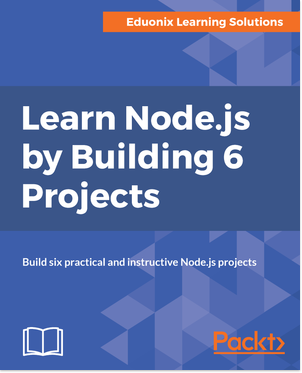 Eduonix Learning Solutions
Learn Node.js
by Building 6
Projects
Build six practical and instructive Node.js projects
Packt>